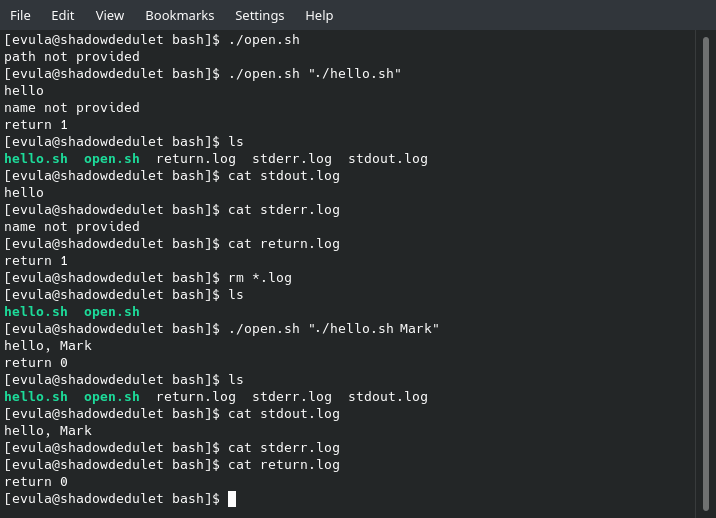 File Edit View Bookmarks Settings Help
[evula@shadowdedulet bash]$ ./open.sh
path not provided
[evula@shadowdedulet bash]$ ./open.sh "./hello.sh"
hello
name not provided
return 1
[evula@shadowdedulet bash]$ ls
hello.sh  open.sh  return.log  stderr.log  stdout.log
[evula@shadowdedulet bash]$ cat stdout.log
hello
[evula@shadowdedulet bash]$ cat stderr.log
name not provided
[evula@shadowdedulet bash]$ cat return.log
return 1
[evula@shadowdedulet bash]$ rm *.log
[evula@shadowdedulet bash]$ ls
hello.sh  open.sh
[evula@shadowdedulet bash]$ ./open.sh "./hello.sh Mark"
hello, Mark
return 0
[evula@shadowdedulet bash]$ ls
hello.sh  open.sh  return.log  stderr.log  stdout.log
[evula@shadowdedulet bash]$ cat stdout.log
hello, Mark
[evula@shadowdedulet bash]$ cat stderr.log
[evula@shadowdedulet bash]$ cat return.log
return 0
[evula@shadowdedulet bash]$